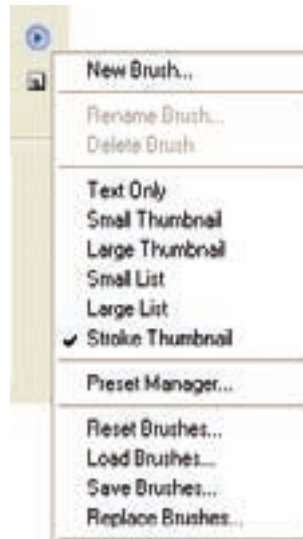 New Brush...
Rename Brush...
Delete Brush
Text Only
Small Thumbnail
Large Thumbnail
Small List
Large List
Stroke Thumbnail
Preset Manager...
Reset Brushes...
Load Brushes...
Save Brushes...
Replace Brushes...